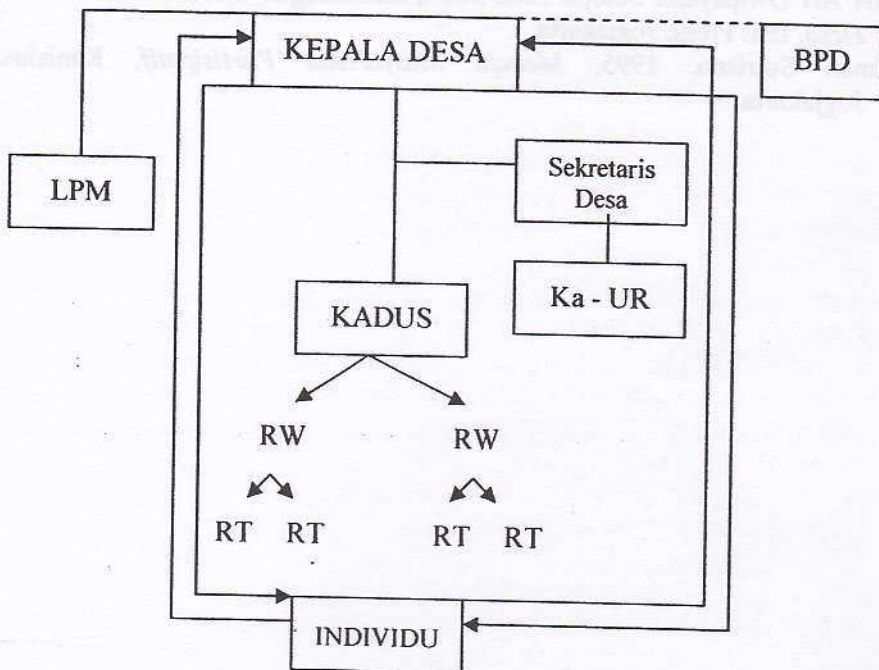 KEPALA DESA
BPD
LPM
Sekretaris
Desa
Ka - UR
KADUS
RW RW
RT RT RT RT
INDIVIDU